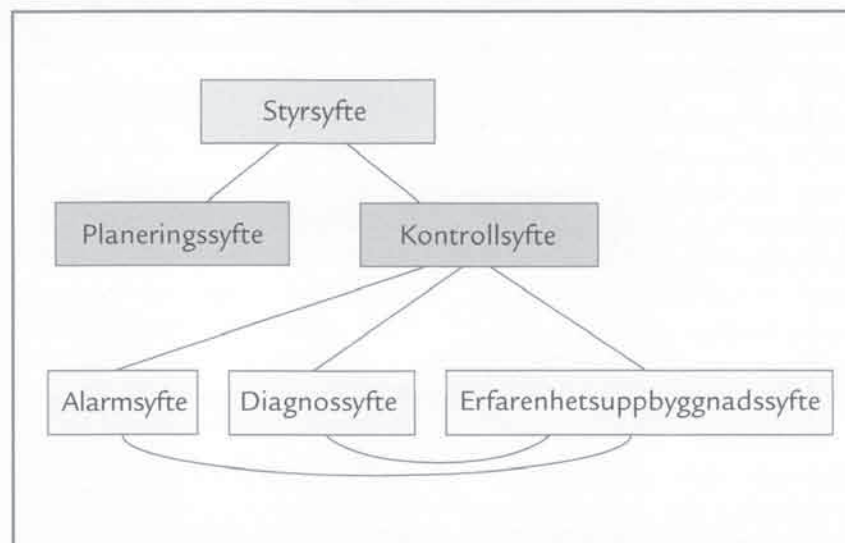 Styrsyfte
Planeringssyfte
Kontrollsyfte
Alarmsyfte
Diagnossyfte
Erfarenhetsuppbyggnadssyfte